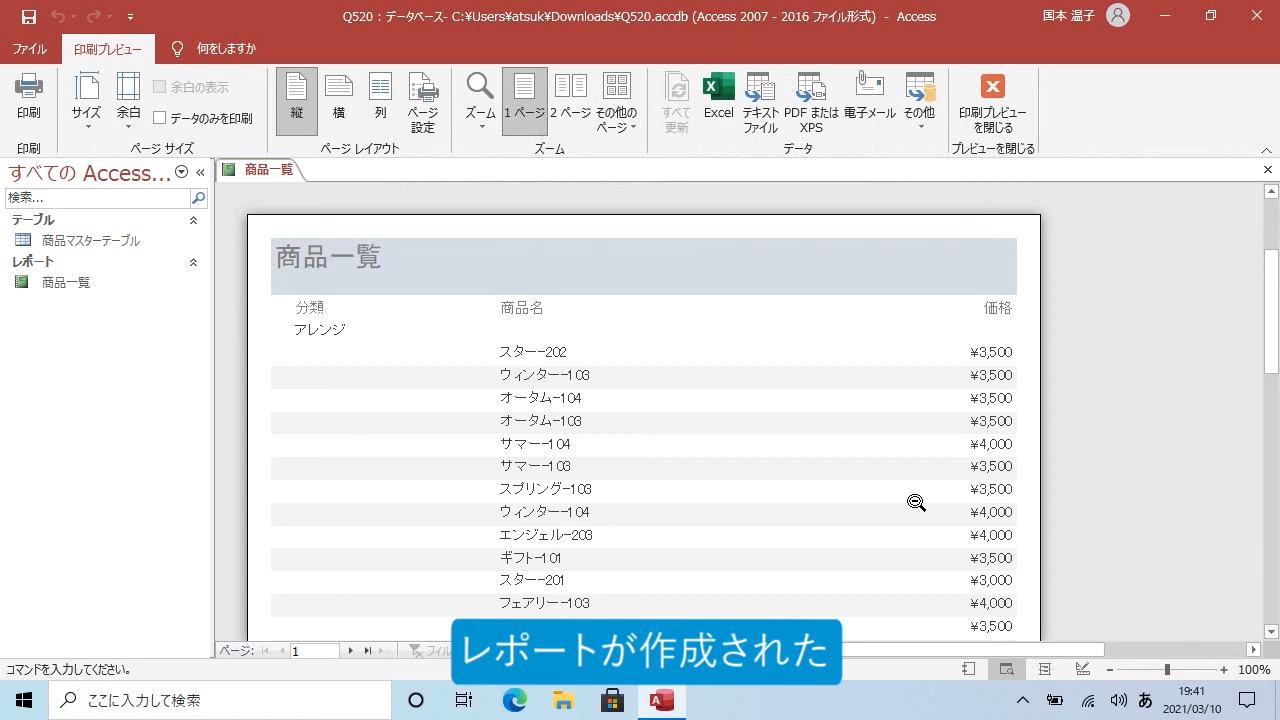 Q520 : データベース- C:¥Users¥atsuk¥Downloads¥Q520.accdb (Access 2007 - 2016 ファイル形式) - Access
国本 温子
ファイル
印刷プレビュー
何をしますか
印刷
サイズ
余白
余白の表示
データのみを印刷
縦
横
列
ページ設定
ズーム
1 ページ
2 ページ
その他のページ
すべて更新
Excel
テキストファイル
PDF または XPS
電子メール
その他
印刷プレビューを閉じる
印刷
ページ サイズ
ページ レイアウト
ズーム
データ
プレビューを閉じる
すべての Access...
検索...
テーブル
商品マスターテーブル
レポート
商品一覧
商品一覧
商品一覧
分類 商品名 価格
アレンジ
スター-202 ¥3,500
ウィンター-103 ¥3,500
オータム-104 ¥3,500
オータム-103 ¥3,500
サマー-104 ¥4,000
サマー-103 ¥3,500
スプリング-103 ¥3,500
ウィンター-104 ¥4,000
エンジェル-203 ¥4,000
ギフト-101 ¥3,500
スター-201 ¥3,000
フェアリー-103 ¥4,000
¥3,500
レポートが作成された
ページ: 1
フィル
コマンドを入力してください。
100%
ここに入力して検索
あ
19:41
2021/03/10